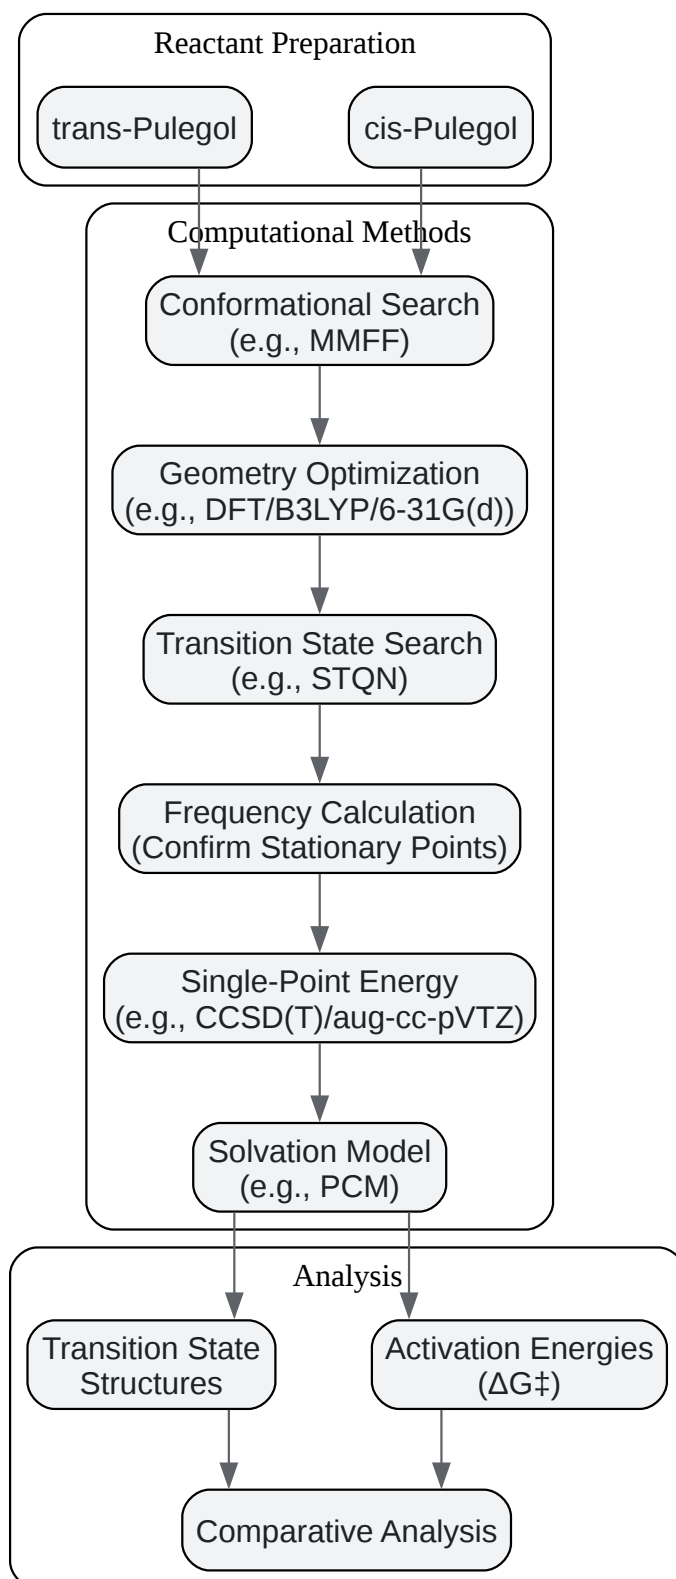 Reactant Preparation
trans-Pulegol
cis-Pulegol
Computational Methods
Conformational Search
(e.g., MMFF)
Geometry Optimization
(e.g., DFT/B3LYP/6-31G(d))
Transition State Search
(e.g., STQN)
Frequency Calculation
(Confirm Stationary Points)
Single-Point Energy
(e.g., CCSD(T)/aug-cc-pVTZ)
Solvation Model
(e.g., PCM)
Analysis
Transition State
Structures
Activation Energies
(ΔG‡)
Comparative Analysis